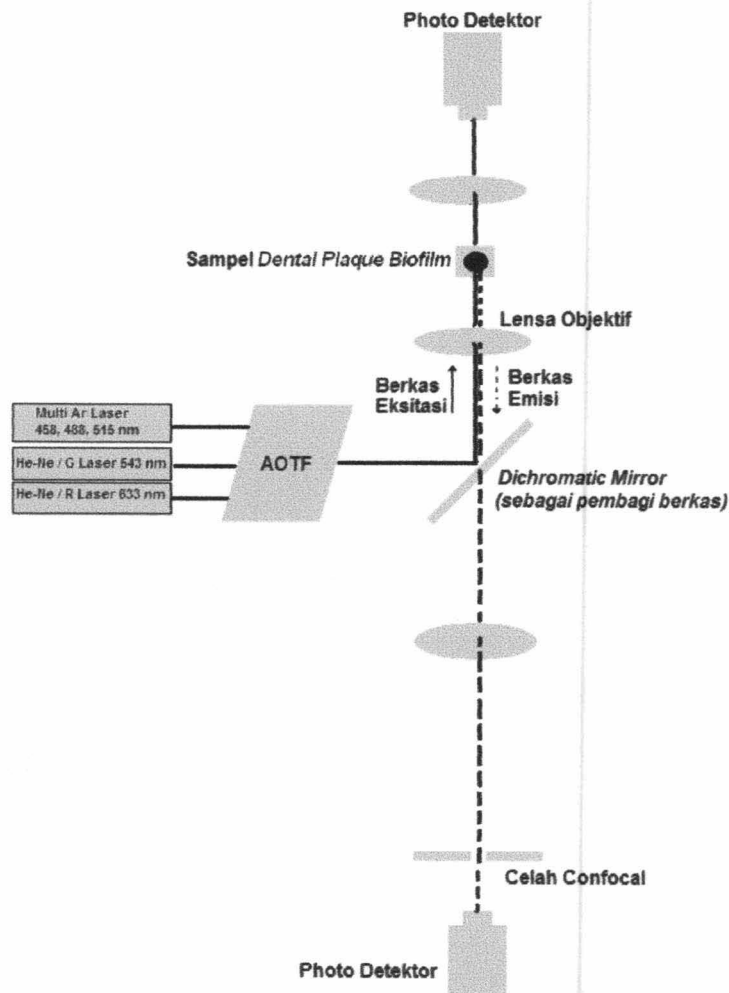 Photo Detektor
Sampel Dental Plaque Biofilm
Lensa Objektif
Berkas
Eksitasi
Berkas
Emisi
Multi Ar Laser
458, 488, 515 nm
He-Ne / G Laser 543 nm
He-Ne / R Laser 633 nm
AOTF
Dichromatic Mirror
(sebagai pembagi berkas)
Celah Confocal
Photo Detektor